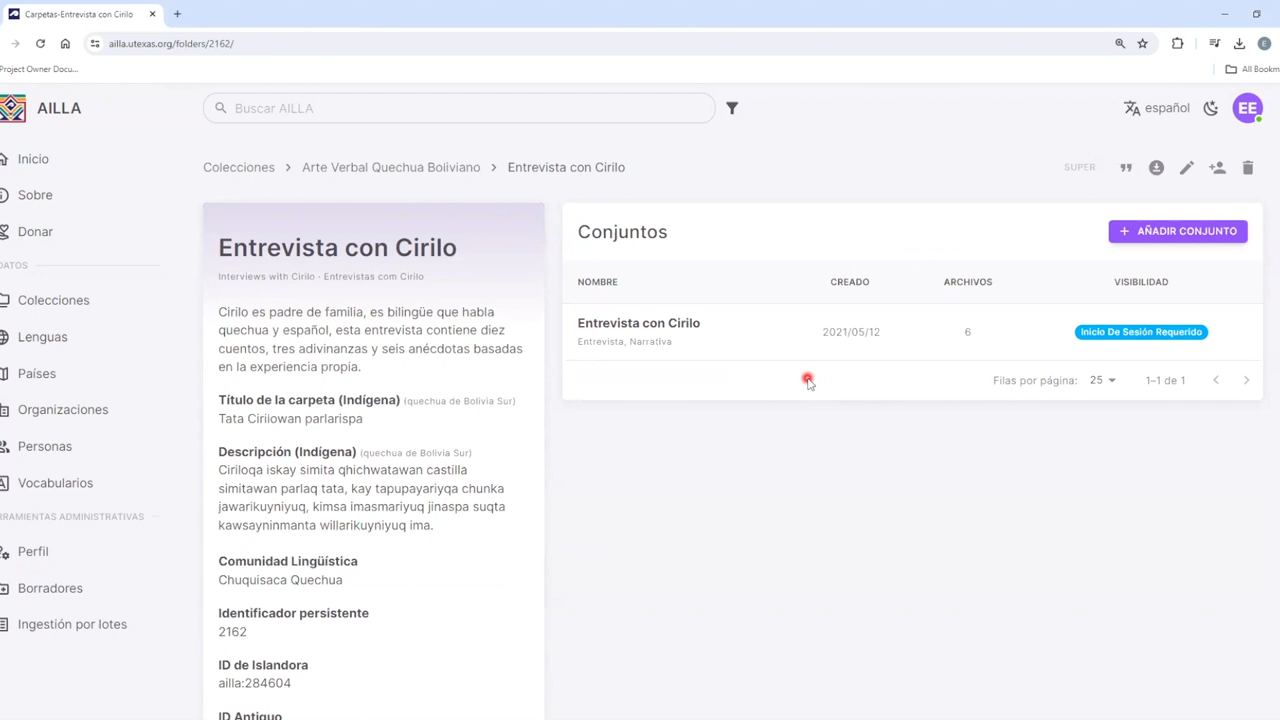 Carpetas-Entrevista con Cirilo
ailla.utexas.org/folders/2162/
Project Owner Docu...
All Bookm
AILLA
Buscar AILLA
español
EE
Inicio
Sobre
Donar
DATOS
Colecciones
Lenguas
Países
Organizaciones
Personas
Vocabularios
RRAMIENTAS ADMINISTRATIVAS
Perfil
Borradores
Ingestión por lotes
Colecciones > Arte Verbal Quechua Boliviano > Entrevista con Cirilo
SUPER
Entrevista con Cirilo
Interviews with Cirilo · Entrevistas com Cirilo
Cirilo es padre de familia, es bilingüe que habla
quechua y español, esta entrevista contiene diez
cuentos, tres adivinanzas y seis anécdotas basadas
en la experiencia propia.
Título de la carpeta (Indígena) (quechua de Bolivia Sur)
Tata Ciriiowan parlarispa
Descripción (Indígena) (quechua de Bolivia Sur)
Ciriloqa iskay simita qhichwatawan castilla
simitawan parlaq tata, kay tapupayariyqa chunka
jawarikuyniyuq, kimsa imasmariyuq jinaspa suqta
kawsayninmanta willarikuyniyuq ima.
Comunidad Lingüística
Chuquisaca Quechua
Identificador persistente
2162
ID de Islandora
ailla:284604
ID Antiguo
Conjuntos
+ AÑADIR CONJUNTO
NOMBRE CREADO ARCHIVOS VISIBILIDAD
Entrevista con Cirilo 2021/05/12 6 Inicio De Sesión Requerido
Entrevista, Narrativa
Filas por página: 25 1–1 de 1